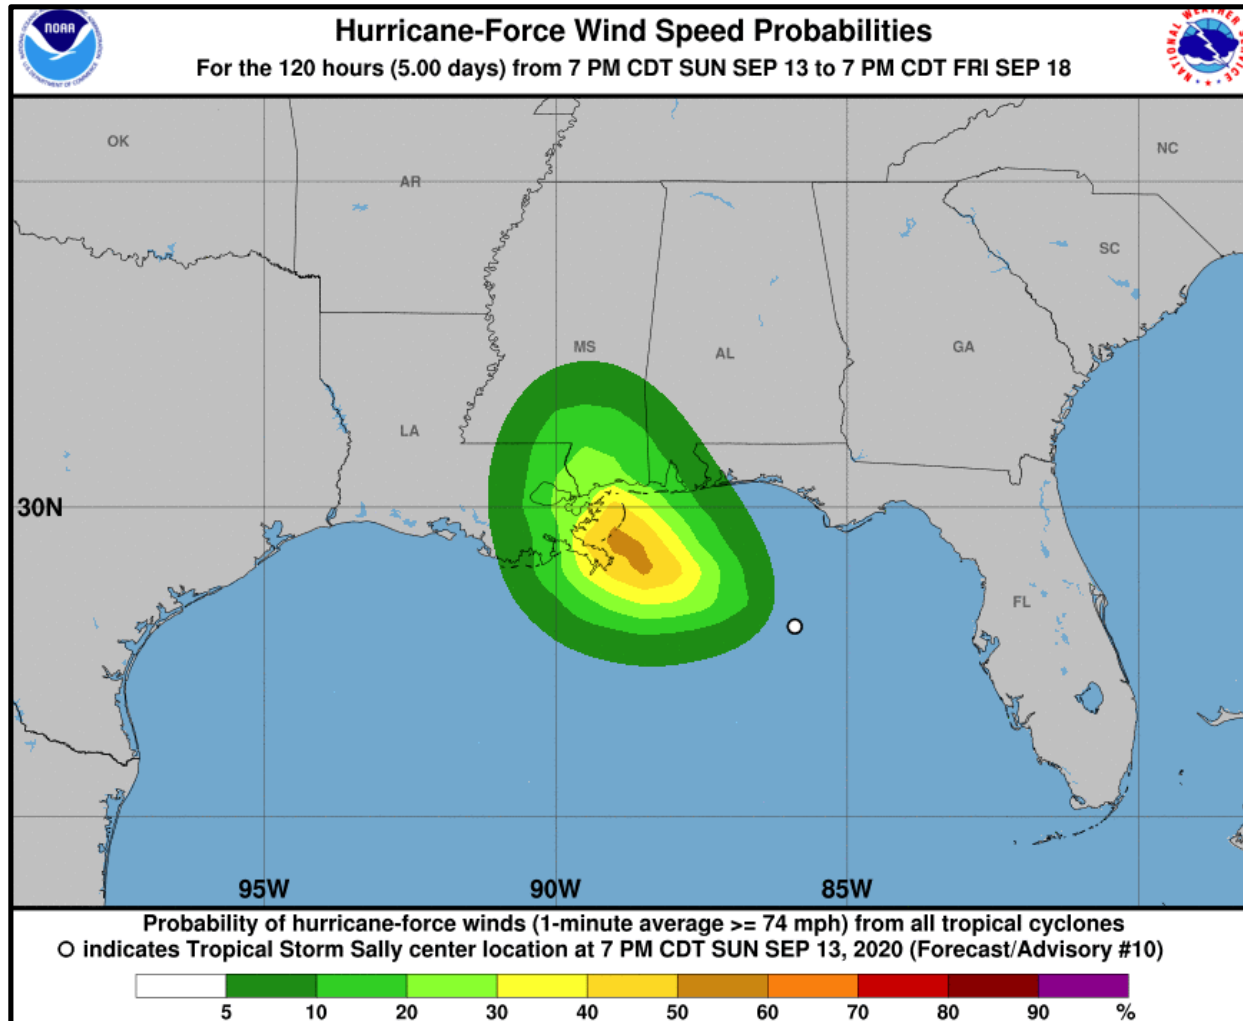 Hurricane-Force Wind Speed Probabilities
For the 120 hours (5.00 days) from 7 PM CDT SUN SEP 13 to 7 PM CDT FRI SEP 18
NOAA
OK
NC
AR
SC
MS
AL
GA
LA
30N
FL
95W
90W
85W
Probability of hurricane-force winds (1-minute average >= 74 mph) from all tropical cyclones
indicates Tropical Storm Sally center location at 7 PM CDT SUN SEP 13, 2020 (Forecast/Advisory #10)
5 10 20 30 40 50 60 70 80 90 %